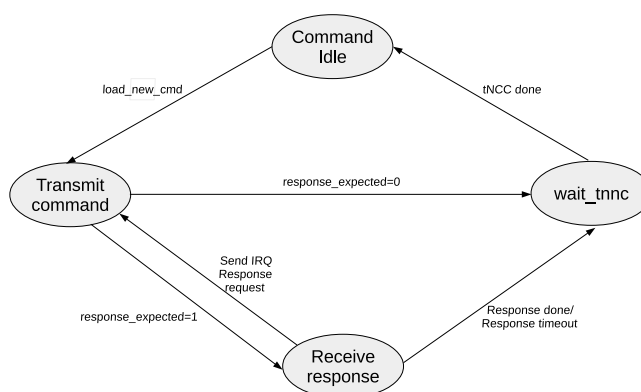 Command
Idle
load_new_cmd
tNCC done
Transmit
command
response_expected=0
wait_tnnc
Send IRQ
Response
request
response_expected=1
Response done/
Response timeout
Receive
response